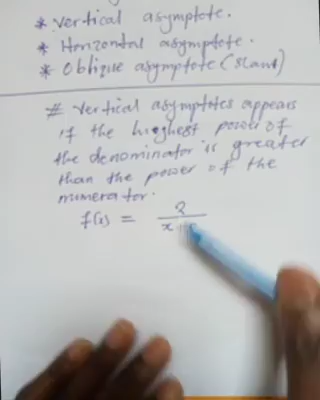 * Vertical asymptote.
* Horizontal asymptote.
* Oblique asymptote (slant)
# Vertical asymptotes appears
if the highest power of
the denominator is greater
than the power of the
numerator.
f(x) = 2
x